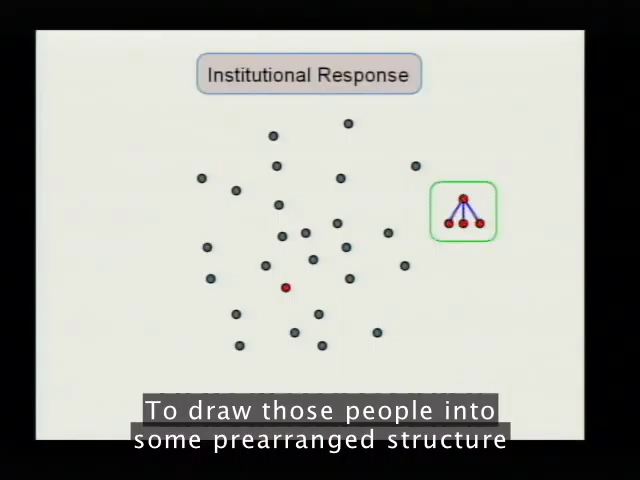 Institutional Response
To draw those people into
some prearranged structure